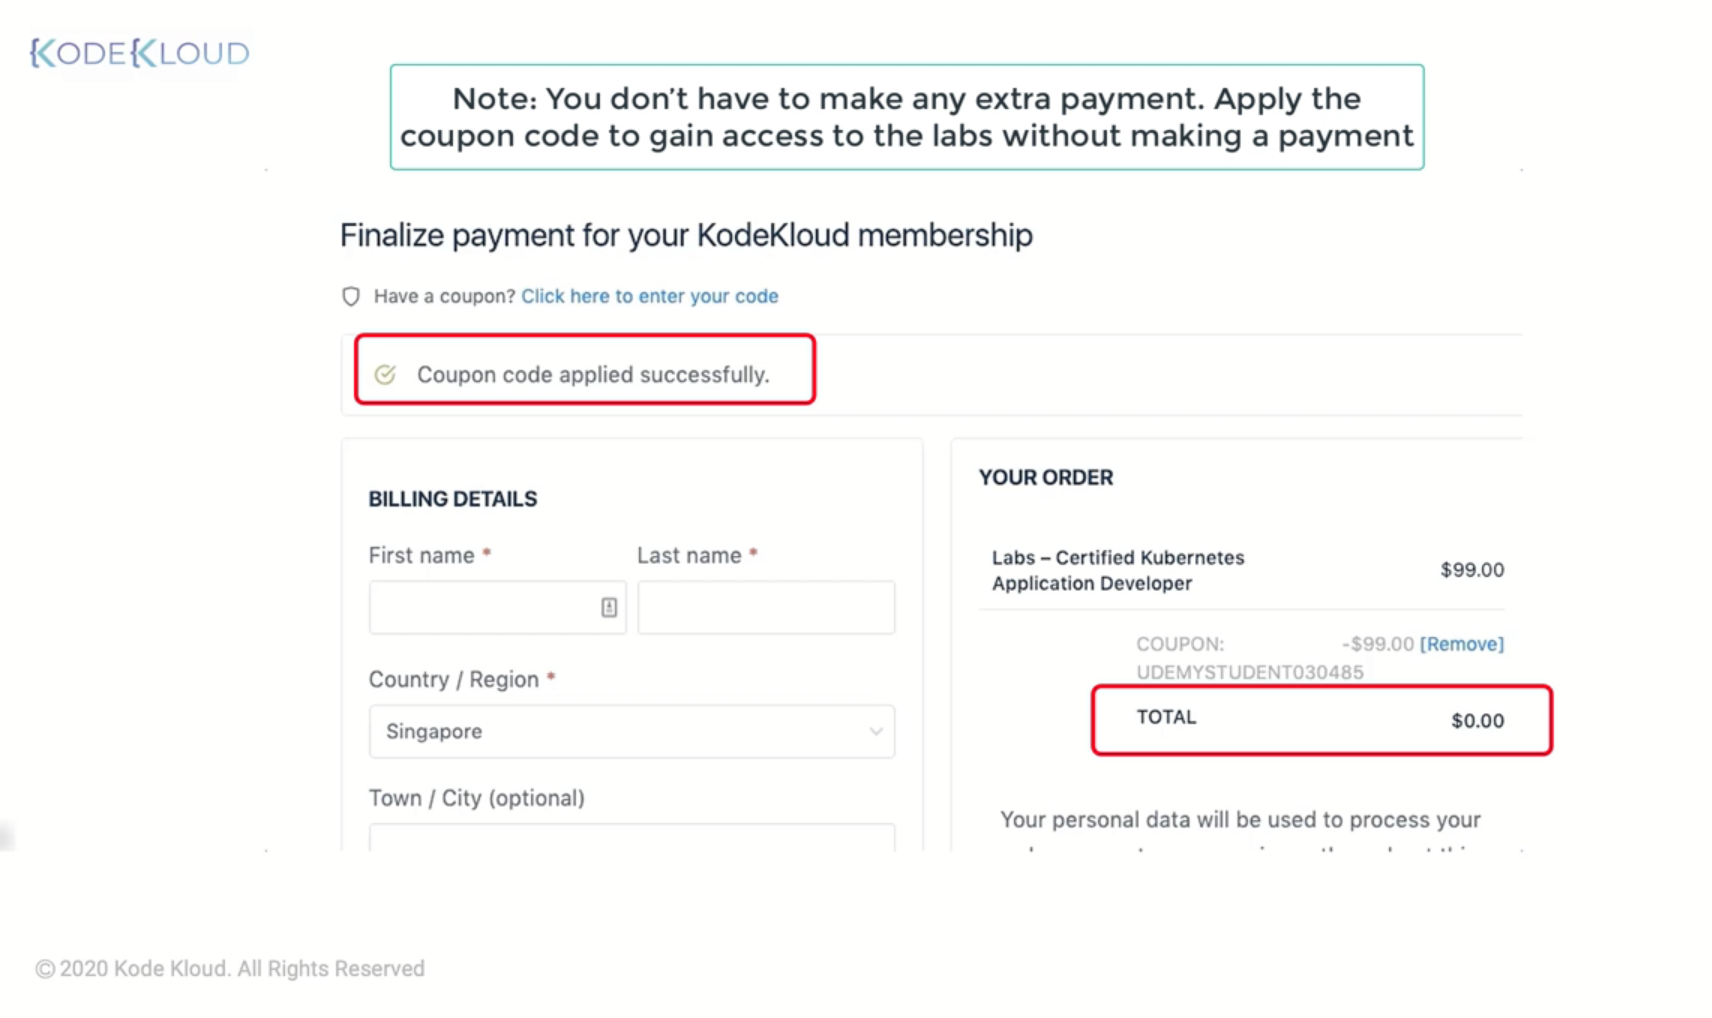 KODEKLOUD
Note: You don't have to make any extra payment. Apply the
coupon code to gain access to the labs without making a payment
Finalize payment for your KodeKloud membership
Have a coupon? Click here to enter your code
Coupon code applied successfully.
BILLING DETAILS
First name *
Last name *
Country / Region *
Singapore
Town / City (optional)
YOUR ORDER
Labs – Certified Kubernetes
Application Developer
$99.00
COUPON:
UDEMYSTUDENT030485
-$99.00 [Remove]
TOTAL
$0.00
Your personal data will be used to process your
© 2020 Kode Kloud. All Rights Reserved